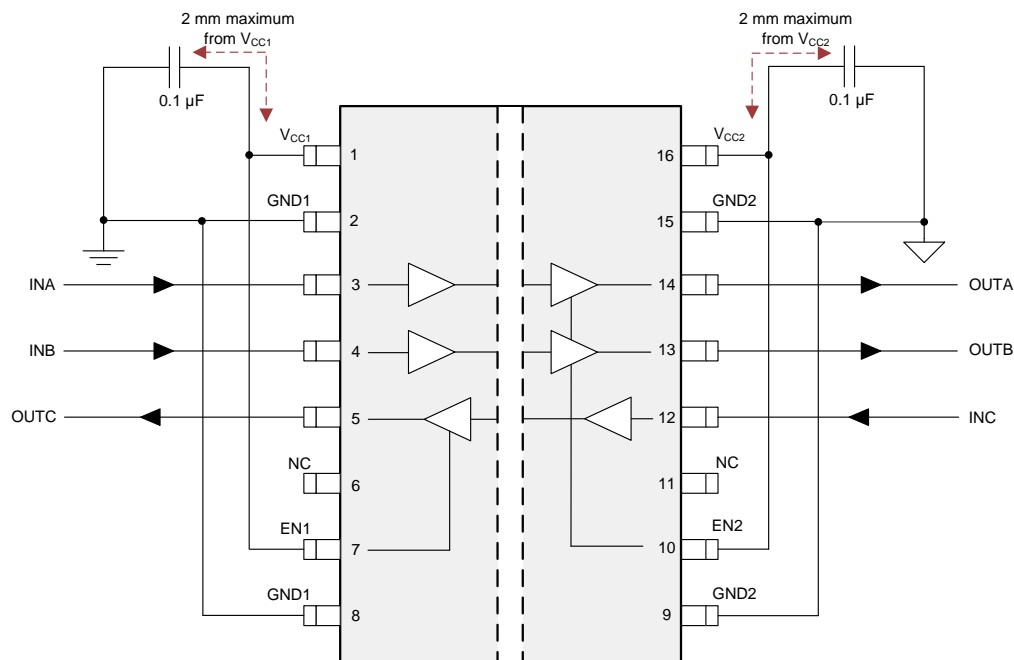 2 mm maximum
from VCC1
2 mm maximum
from VCC2
0.1 µF
0.1 µF
VCC1
1
16
VCC2
GND1
2
15
GND2
INA
3
14
OUTA
INB
4
13
OUTB
OUTC
5
12
INC
NC
6
11
NC
EN1
7
10
EN2
GND1
8
9
GND2